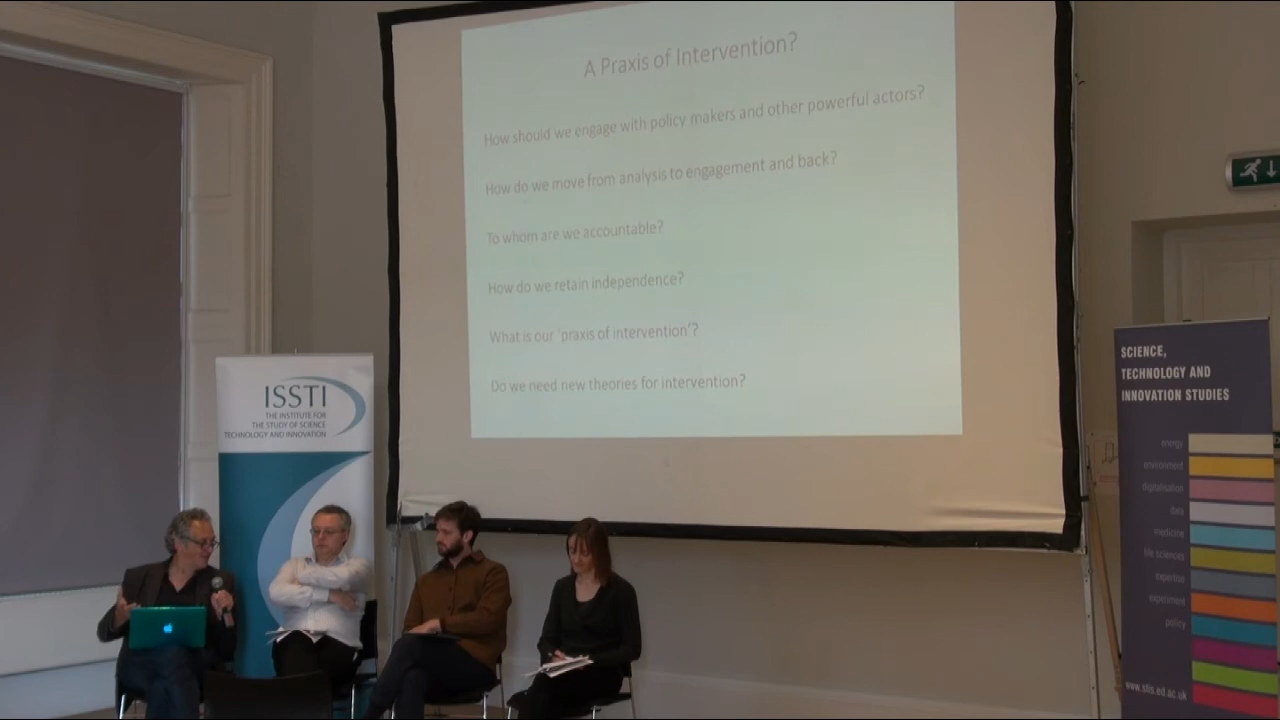 A Praxis of Intervention?
How should we engage with policy makers and other powerful actors?
How do we move from analysis to engagement and back?
To whom are we accountable?
How do we retain independence?
What is our 'praxis of intervention'?
Do we need new theories for intervention?
ISSTI
THE INSTITUTE FOR
THE STUDY OF SCIENCE
TECHNOLOGY AND INNOVATION
SCIENCE,
TECHNOLOGY AND
INNOVATION STUDIES
energy
environment
digitalisation
data
medicine
life sciences
expertise
experiment
policy
www.stis.ed.ac.uk